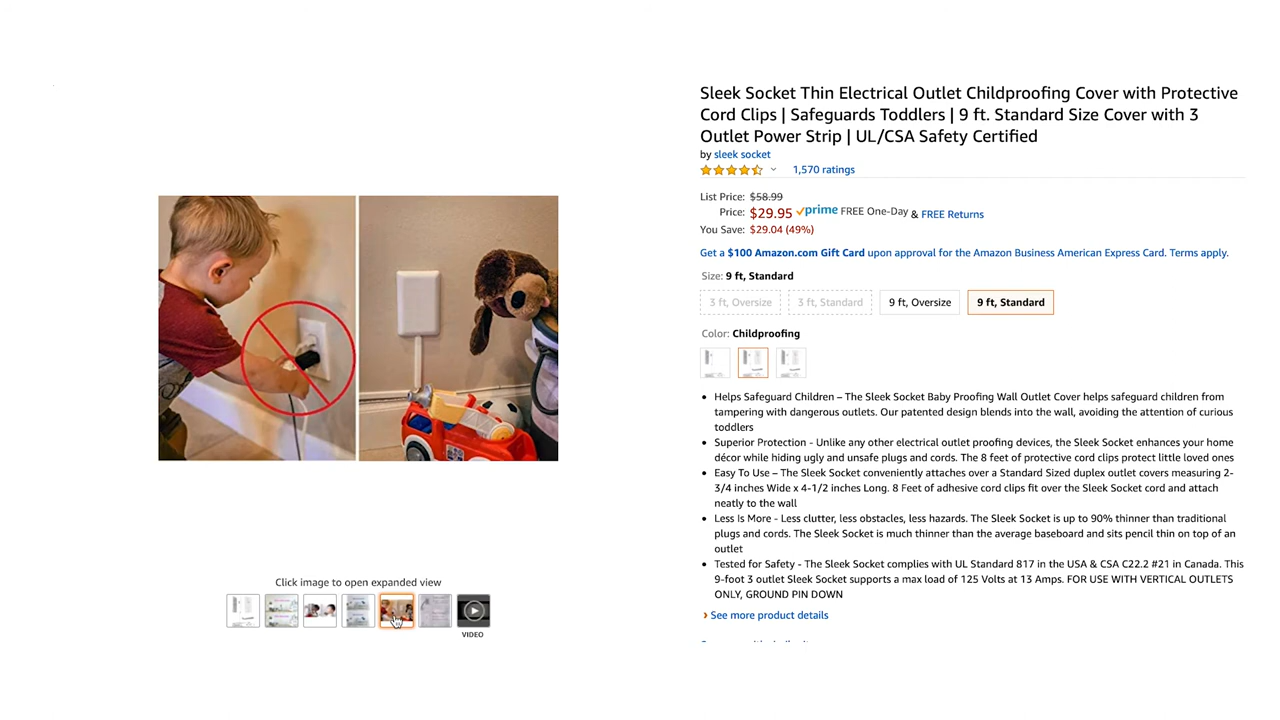 Sleek Socket Thin Electrical Outlet Childproofing Cover with Protective
Cord Clips | Safeguards Toddlers | 9 ft. Standard Size Cover with 3
Outlet Power Strip | UL/CSA Safety Certified
by sleek socket
1,570 ratings
List Price: $58.99
Price: $29.95 prime FREE One-Day & FREE Returns
You Save: $29.04 (49%)
Get a $100 Amazon.com Gift Card upon approval for the Amazon Business American Express Card. Terms apply.
Size: 9 ft, Standard
3 ft, Oversize 3 ft, Standard 9 ft, Oversize 9 ft, Standard
Color: Childproofing
• Helps Safeguard Children – The Sleek Socket Baby Proofing Wall Outlet Cover helps safeguard children from
tampering with dangerous outlets. Our patented design blends into the wall, avoiding the attention of curious
toddlers
• Superior Protection - Unlike any other electrical outlet proofing devices, the Sleek Socket enhances your home
décor while hiding ugly and unsafe plugs and cords. The 8 feet of protective cord clips protect little loved ones
• Easy To Use – The Sleek Socket conveniently attaches over a Standard Sized duplex outlet covers measuring 2-
3/4 inches Wide x 4-1/2 inches Long. 8 Feet of adhesive cord clips fit over the Sleek Socket cord and attach
neatly to the wall
• Less Is More - Less clutter, less obstacles, less hazards. The Sleek Socket is up to 90% thinner than traditional
plugs and cords. The Sleek Socket is much thinner than the average baseboard and sits pencil thin on top of an
outlet
• Tested for Safety - The Sleek Socket complies with UL Standard 817 in the USA & CSA C22.2 #21 in Canada. This
9-foot 3 outlet Sleek Socket supports a max load of 125 Volts at 13 Amps. FOR USE WITH VERTICAL OUTLETS
ONLY, GROUND PIN DOWN
› See more product details
Click image to open expanded view
VIDEO